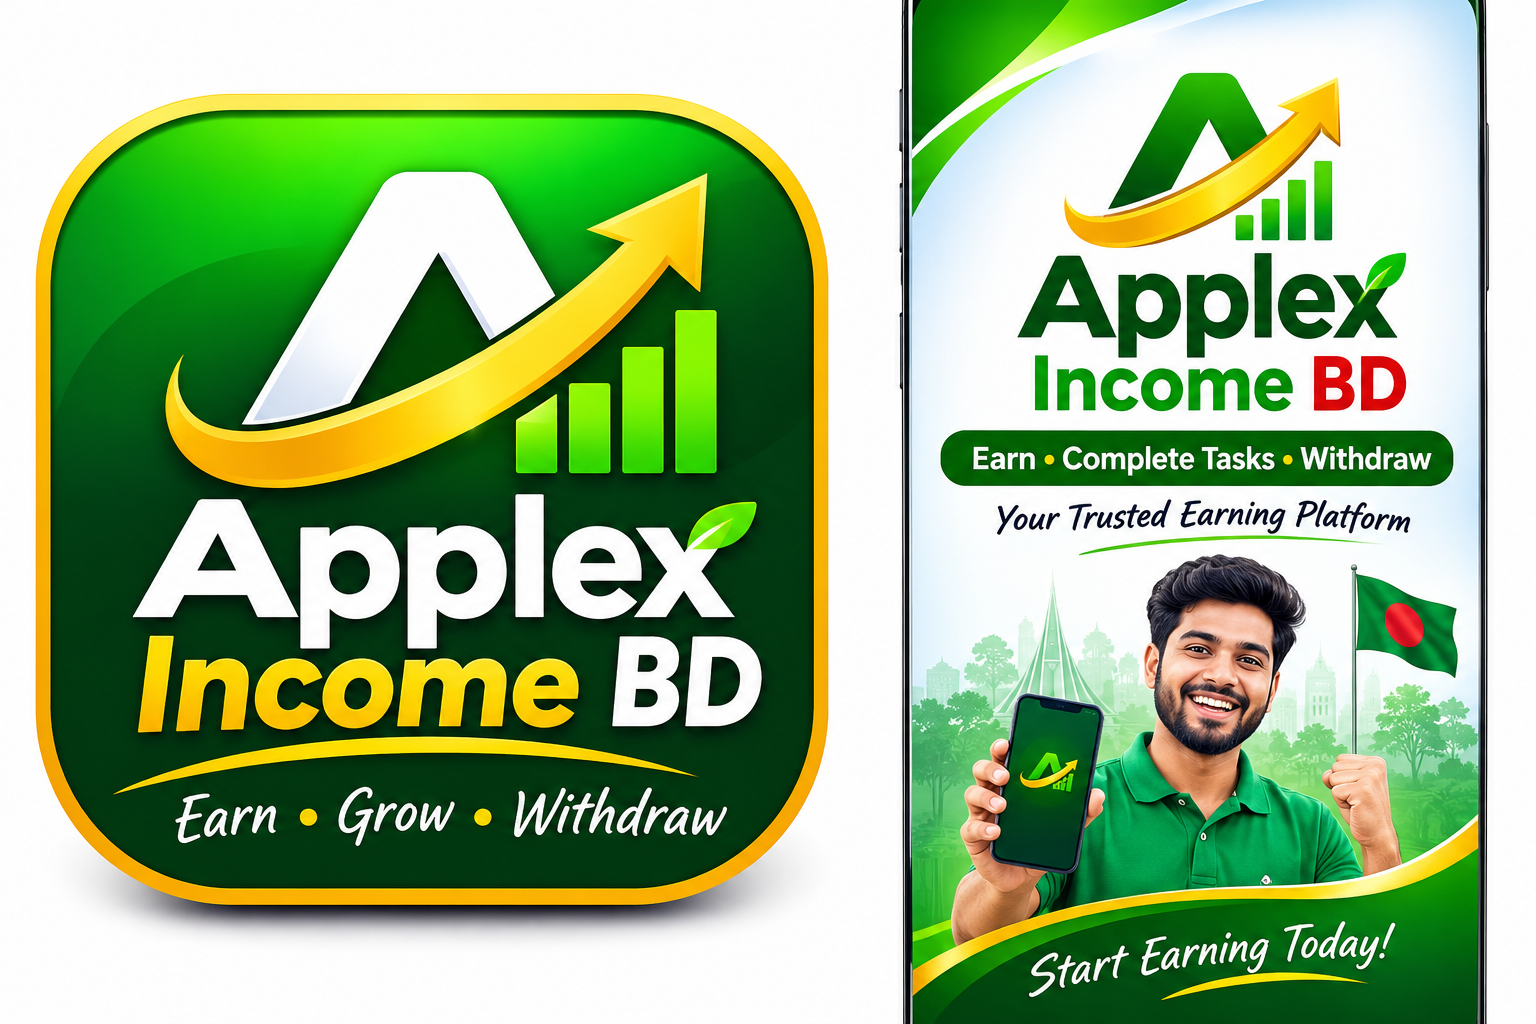 Applex
Income BD
Earn • Grow • Withdraw
Applex
Income BD
Earn • Complete Tasks • Withdraw
Your Trusted Earning Platform
Start Earning Today!